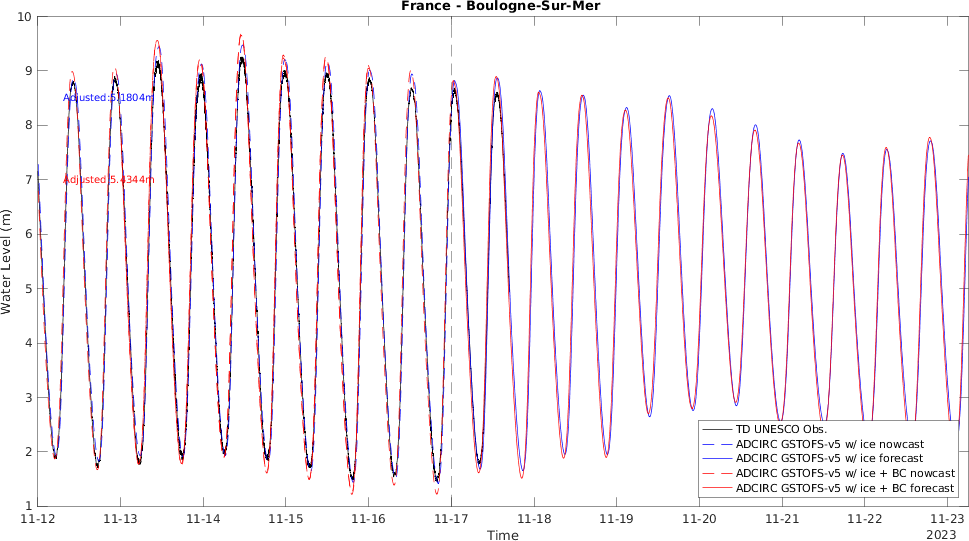 France - Boulogne-Sur-Mer
10
9
8
7
6
5
4
3
2
1
Water Level (m)
Adjusted:5.1804m
Adjusted:5.4344m
TD UNESCO Obs.
ADCIRC GSTOFS-v5 w/ ice nowcast
ADCIRC GSTOFS-v5 w/ ice forecast
ADCIRC GSTOFS-v5 w/ ice + BC nowcast
ADCIRC GSTOFS-v5 w/ ice + BC forecast
11-12 11-13 11-14 11-15 11-16 11-17 11-18 11-19 11-20 11-21 11-22 11-23
Time
2023